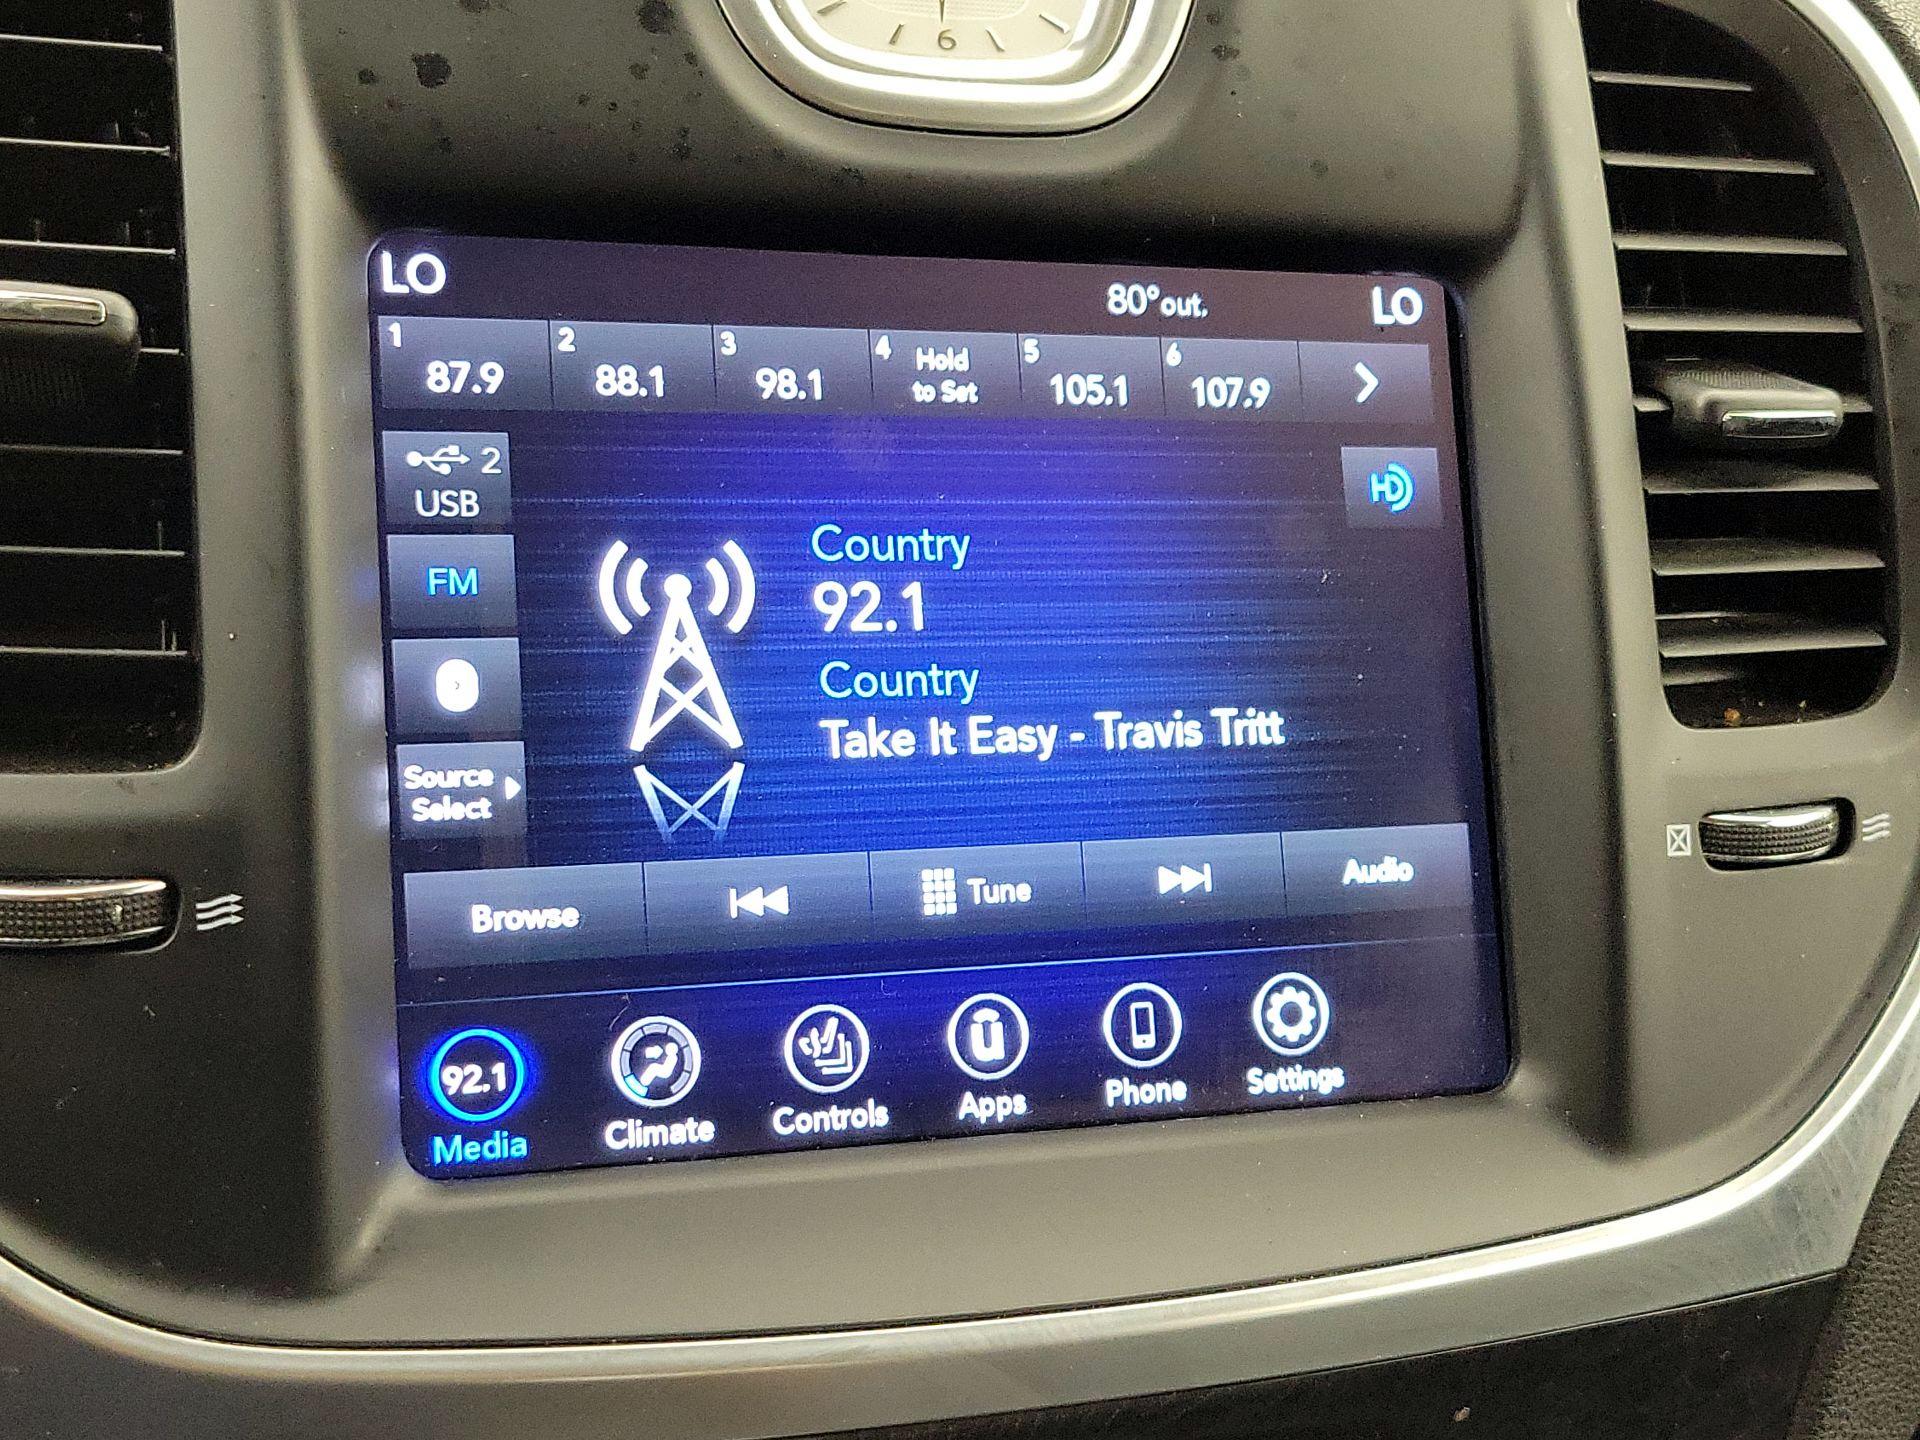 6
LO
80° out.
LO
1
87.9
2
88.1
3
98.1
4
Hold
to Set
5
105.1
6
107.9
2
USB
HD
FM
Country
92.1
Country
Take It Easy - Travis Tritt
Source
Select
Browse
Tune
Audio
92.1
Media
Climate
Controls
u
Apps
Phone
Settings